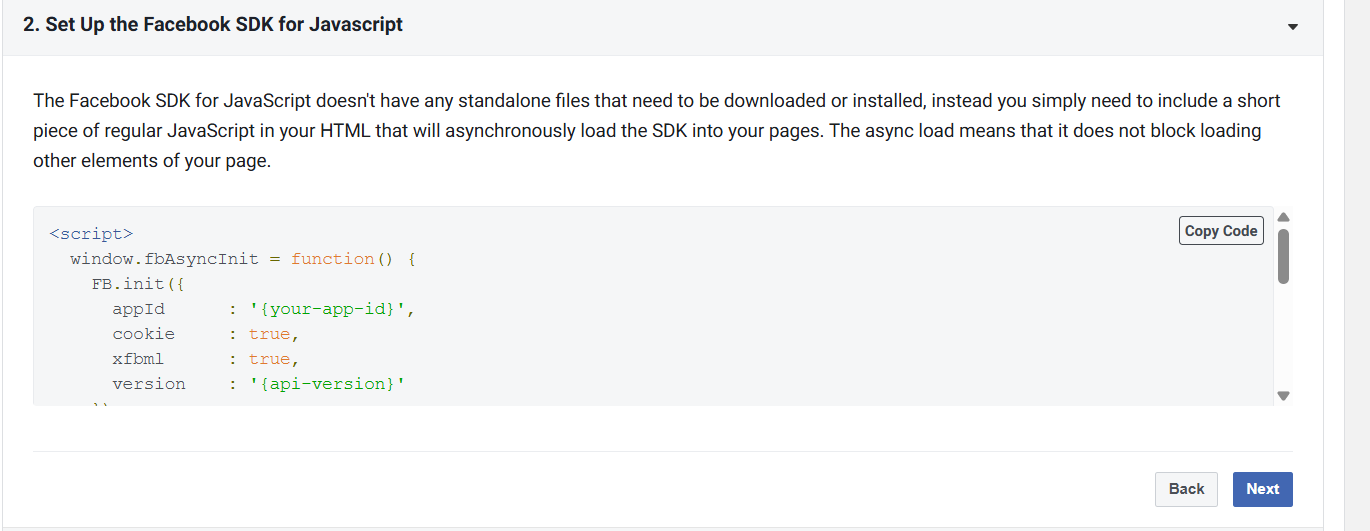 2. Set Up the Facebook SDK for Javascript
The Facebook SDK for JavaScript doesn't have any standalone files that need to be downloaded or installed, instead you simply need to include a short
piece of regular JavaScript in your HTML that will asynchronously load the SDK into your pages. The async load means that it does not block loading
other elements of your page.
Copy Code
<script>
  window.fbAsyncInit = function() {
    FB.init({
      appId      : '{your-app-id}',
      cookie     : true,
      xfbml      : true,
      version    : '{api-version}'
Back
Next